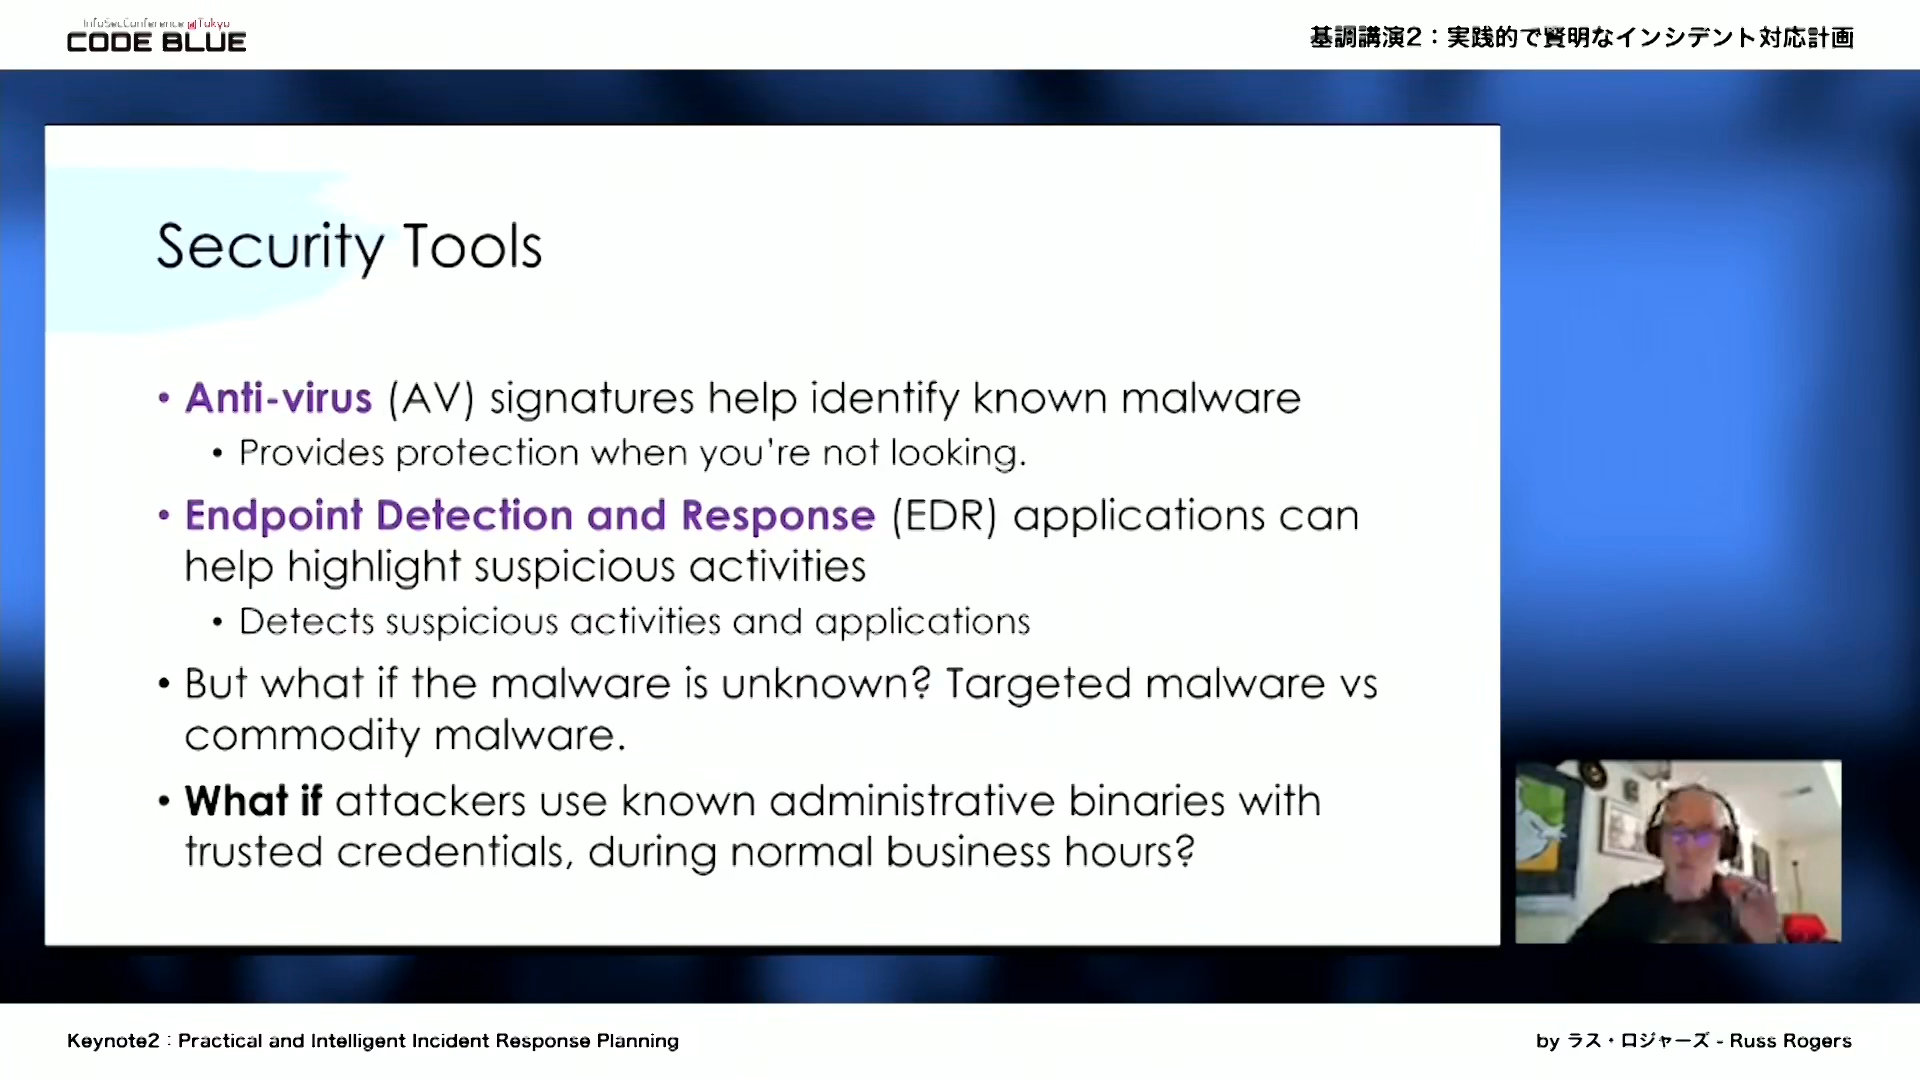 InfoSecConference @Tokyo
CODE BLUE
基調講演2：実践的で賢明なインシデント対応計画
Security Tools
• Anti-virus (AV) signatures help identify known malware
• Provides protection when you're not looking.
• Endpoint Detection and Response (EDR) applications can
help highlight suspicious activities
• Detects suspicious activities and applications
• But what if the malware is unknown? Targeted malware vs
commodity malware.
• What if attackers use known administrative binaries with
trusted credentials, during normal business hours?
Keynote2 : Practical and Intelligent Incident Response Planning
by ラス・ロジャーズ - Russ Rogers